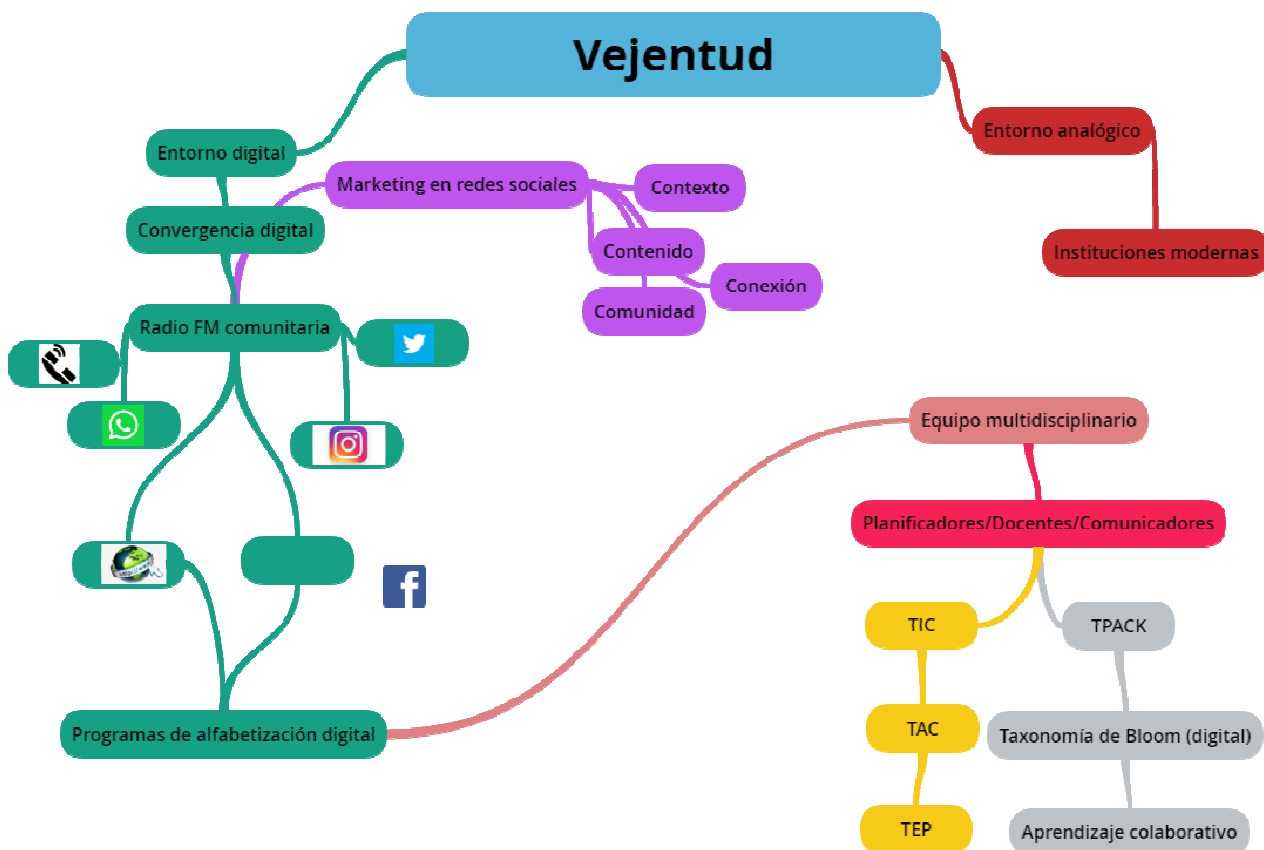 Vejentud
Entorno analógico
Entorno digital
Marketing en redes sociales
Contexto
Convergencia digital
Contenido
Instituciones modernas
Conexión
Comunidad
Radio FM comunitaria
Equipo multidisciplinario
Planificadores/Docentes/Comunicadores
TIC
TPACK
Programas de alfabetización digital
TAC
Taxonomía de Bloom (digital)
TEP
Aprendizaje colaborativo